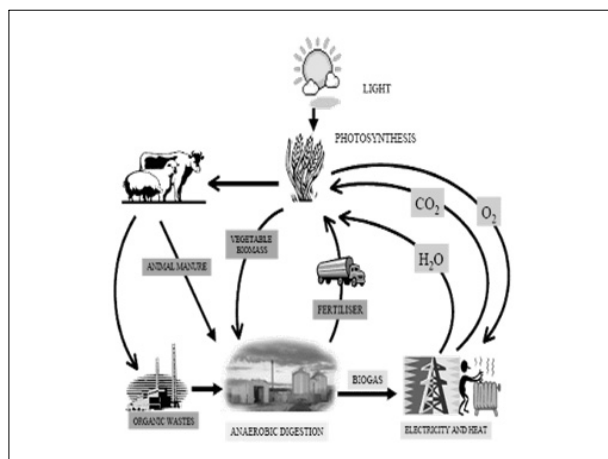 LIGHT
PHOTOSYNTHESIS
CO₂
O₂
VEGETABLE
BIOMASS
H₂O
ANIMAL MANURE
FERTILISER
BIOGAS
ORGANIC WASTES
ANAEROBIC DIGESTION
ELECTRICITY AND HEAT